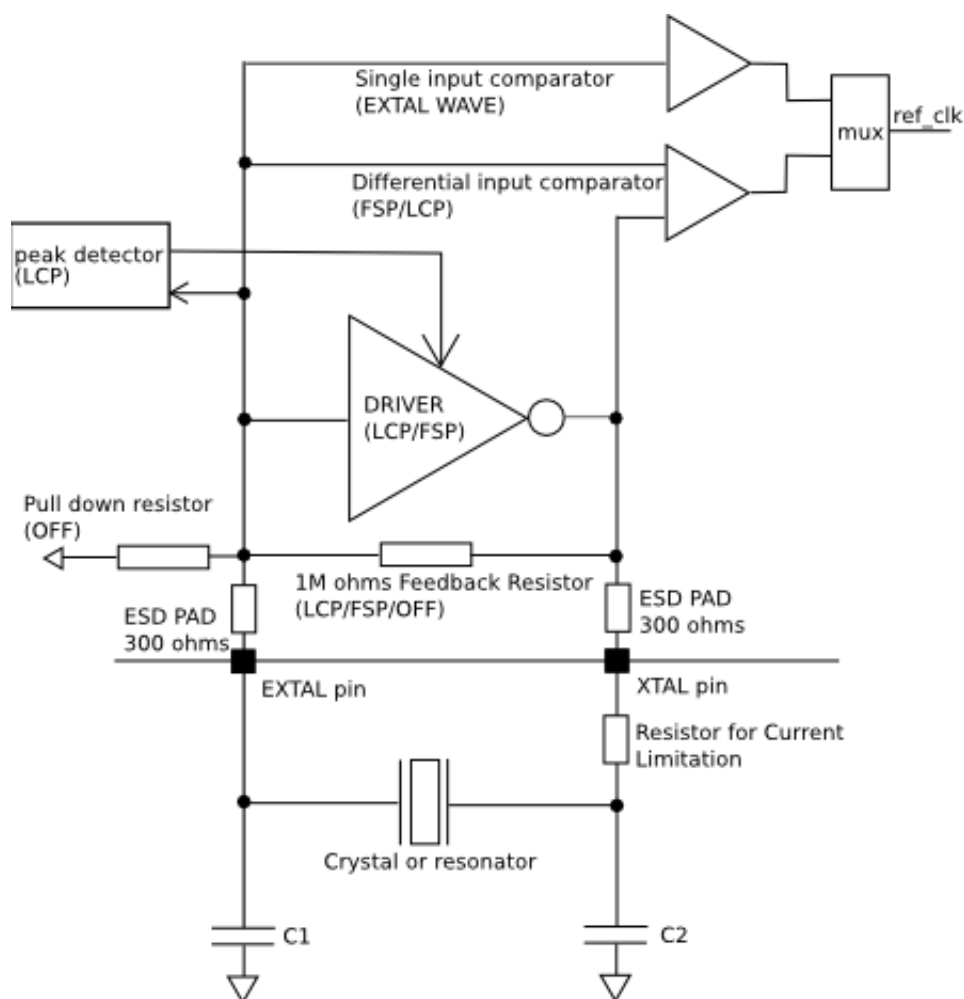 Single input comparator
(EXTAL WAVE)
ref_clk
mux
Differential input comparator
(FSP/LCP)
peak detector
(LCP)
DRIVER
(LCP/FSP)
Pull down resistor
(OFF)
1M ohms Feedback Resistor
(LCP/FSP/OFF)
ESD PAD
300 ohms
ESD PAD
300 ohms
EXTAL pin
XTAL pin
Resistor for Current
Limitation
Crystal or resonator
C1
C2